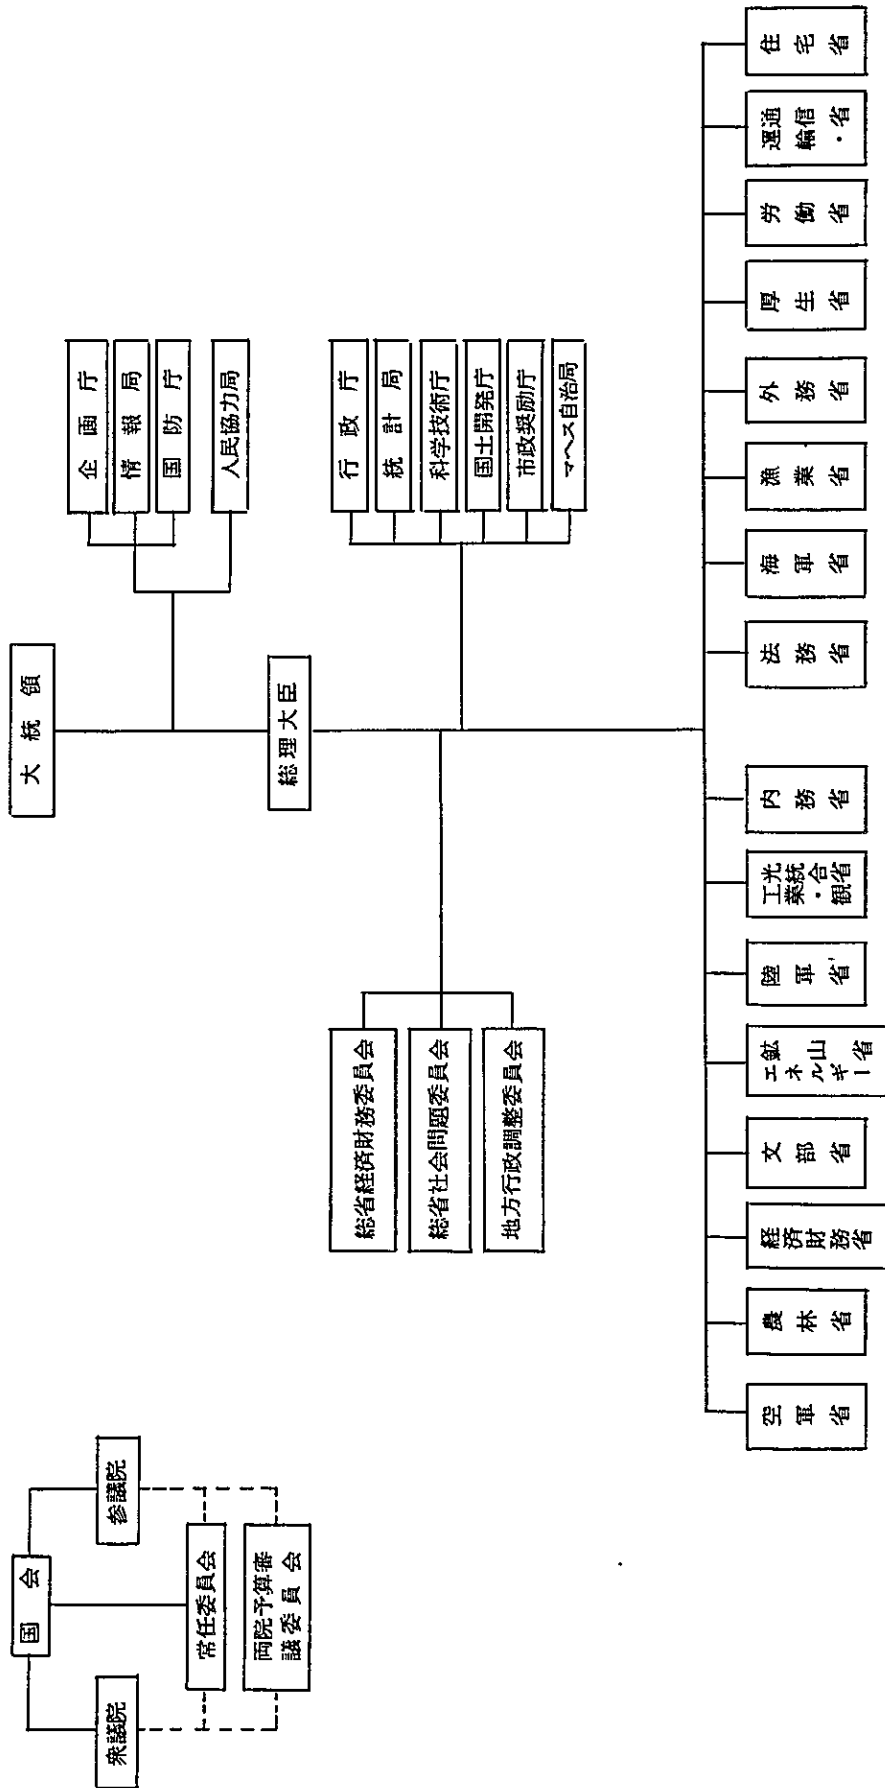 国会
衆議院
参議院
常任委員会
両院予算審
議委員会
大統領
企画庁
情報局
国防庁
人民協力局
総理大臣
総省経済財務委員会
総省社会問題委員会
地方行政調整委員会
行政庁
統計局
科学技術庁
国土開発庁
市政奨励庁
マヘス自治局
空軍省
農林省
経済財務省
文部省
鉱山
エネルギー省
陸軍省
工業・観
光統合省
内務省
法務省
海軍省
漁業省
外務省
厚生省
労働省
運輸・
通信省
住宅省